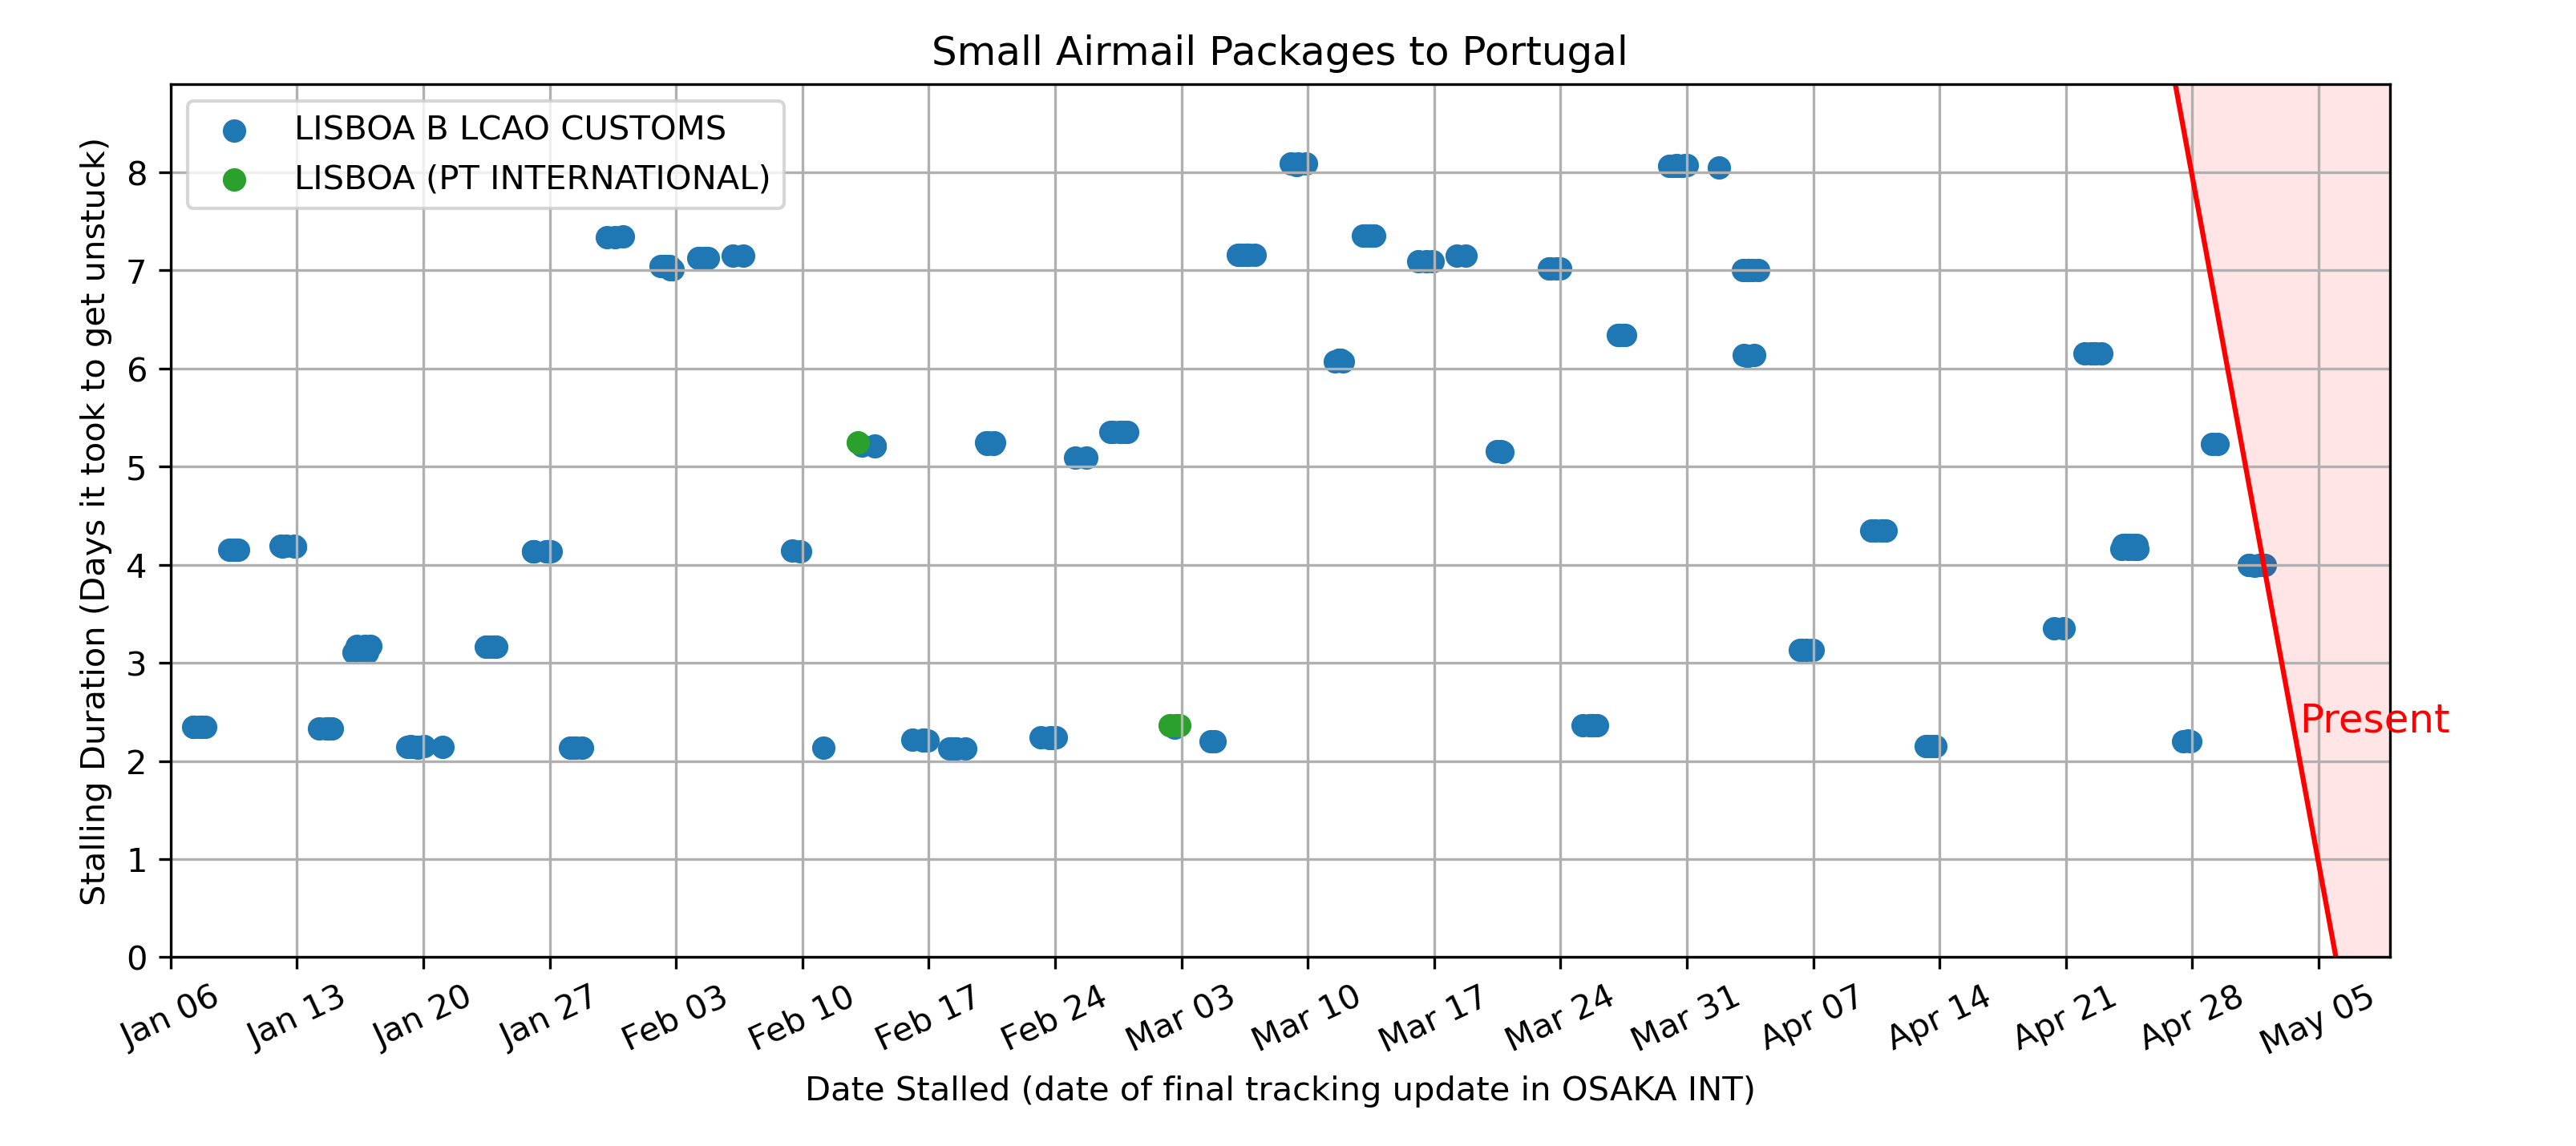 Small Airmail Packages to Portugal
LISBOA B LCAO CUSTOMS
LISBOA (PT INTERNATIONAL)
Stalling Duration (Days it took to get unstuck)
8
7
6
5
4
3
2
1
0
Present
Jan 06
Jan 13
Jan 20
Jan 27
Feb 03
Feb 10
Feb 17
Feb 24
Mar 03
Mar 10
Mar 17
Mar 24
Mar 31
Apr 07
Apr 14
Apr 21
Apr 28
May 05
Date Stalled (date of final tracking update in OSAKA INT)